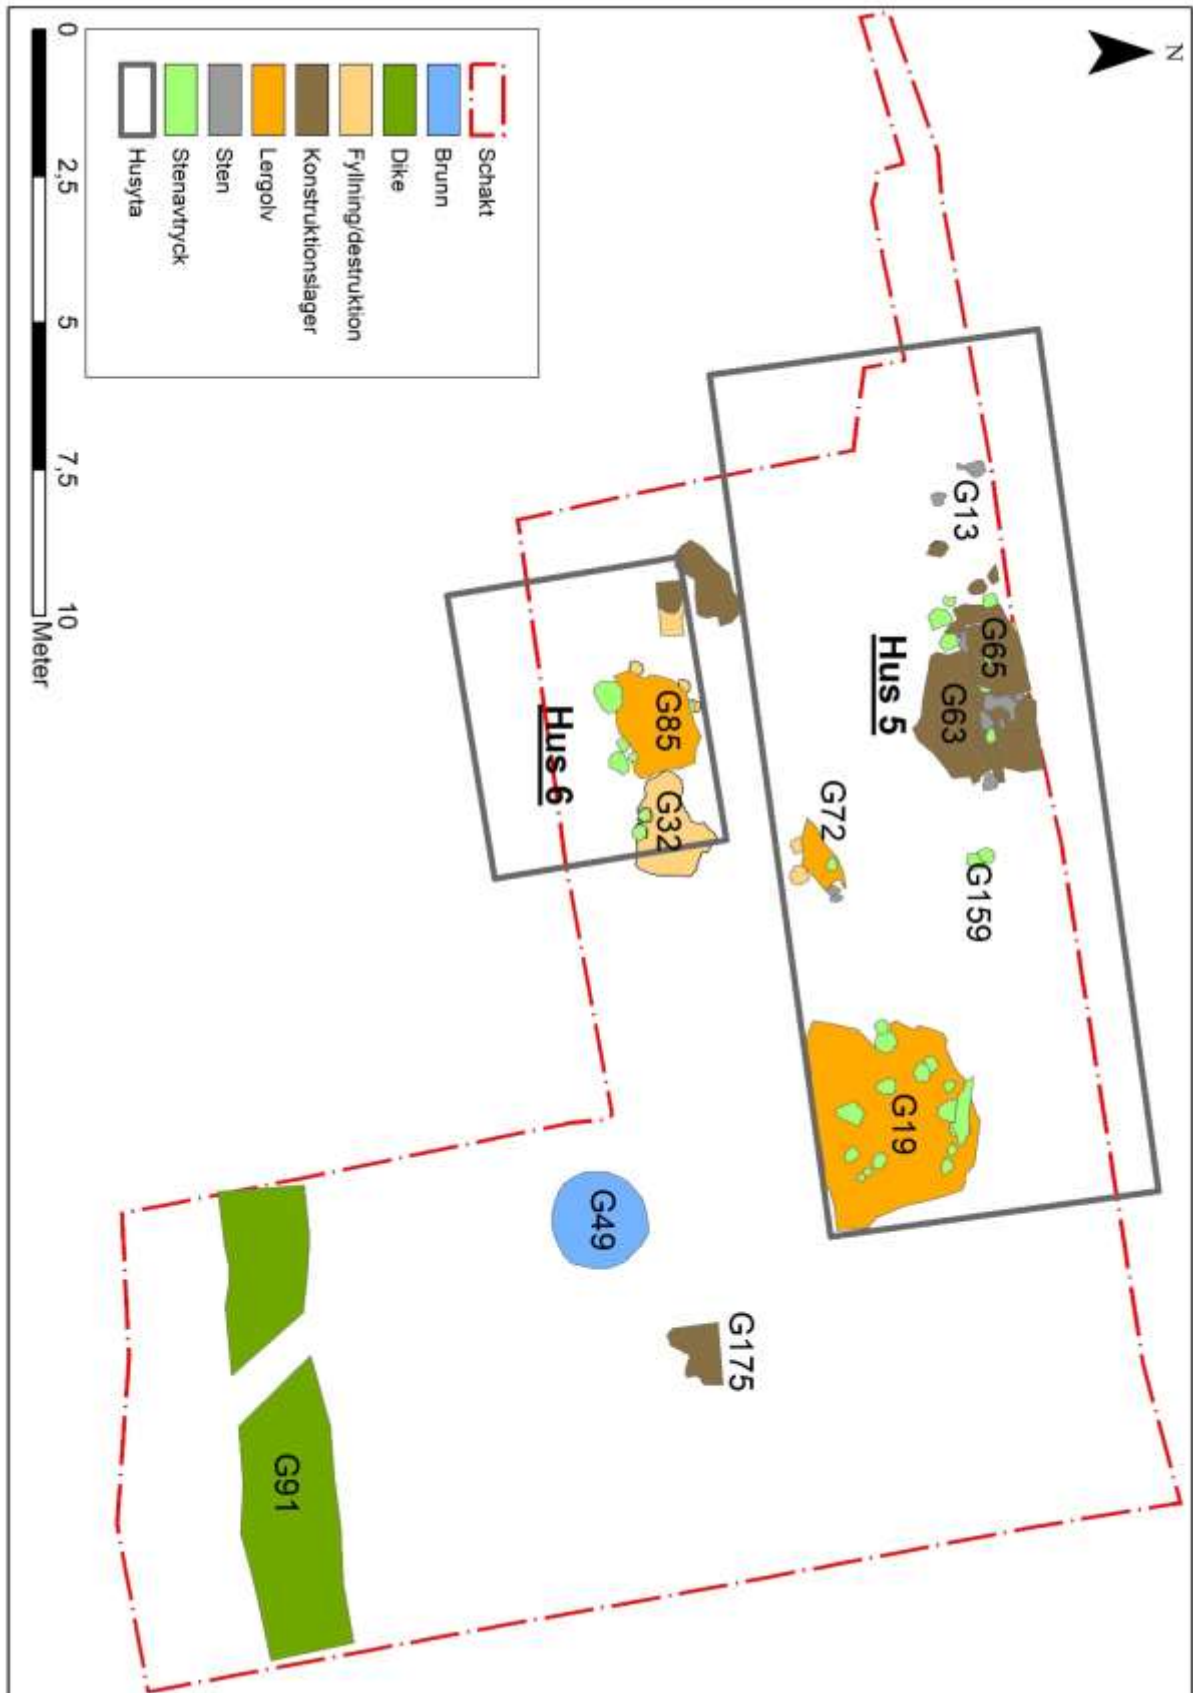 N
G13
G65
G63
Hus 5
G72
G159
G19
G85
G32
Hus 6
G49
G175
G91
Schakt
Brunn
Dike
Fyllning/destruktion
Konstruktionslager
Lergolv
Sten
Stenavtryck
Husyta
0 2,5 5 7,5 10
Meter